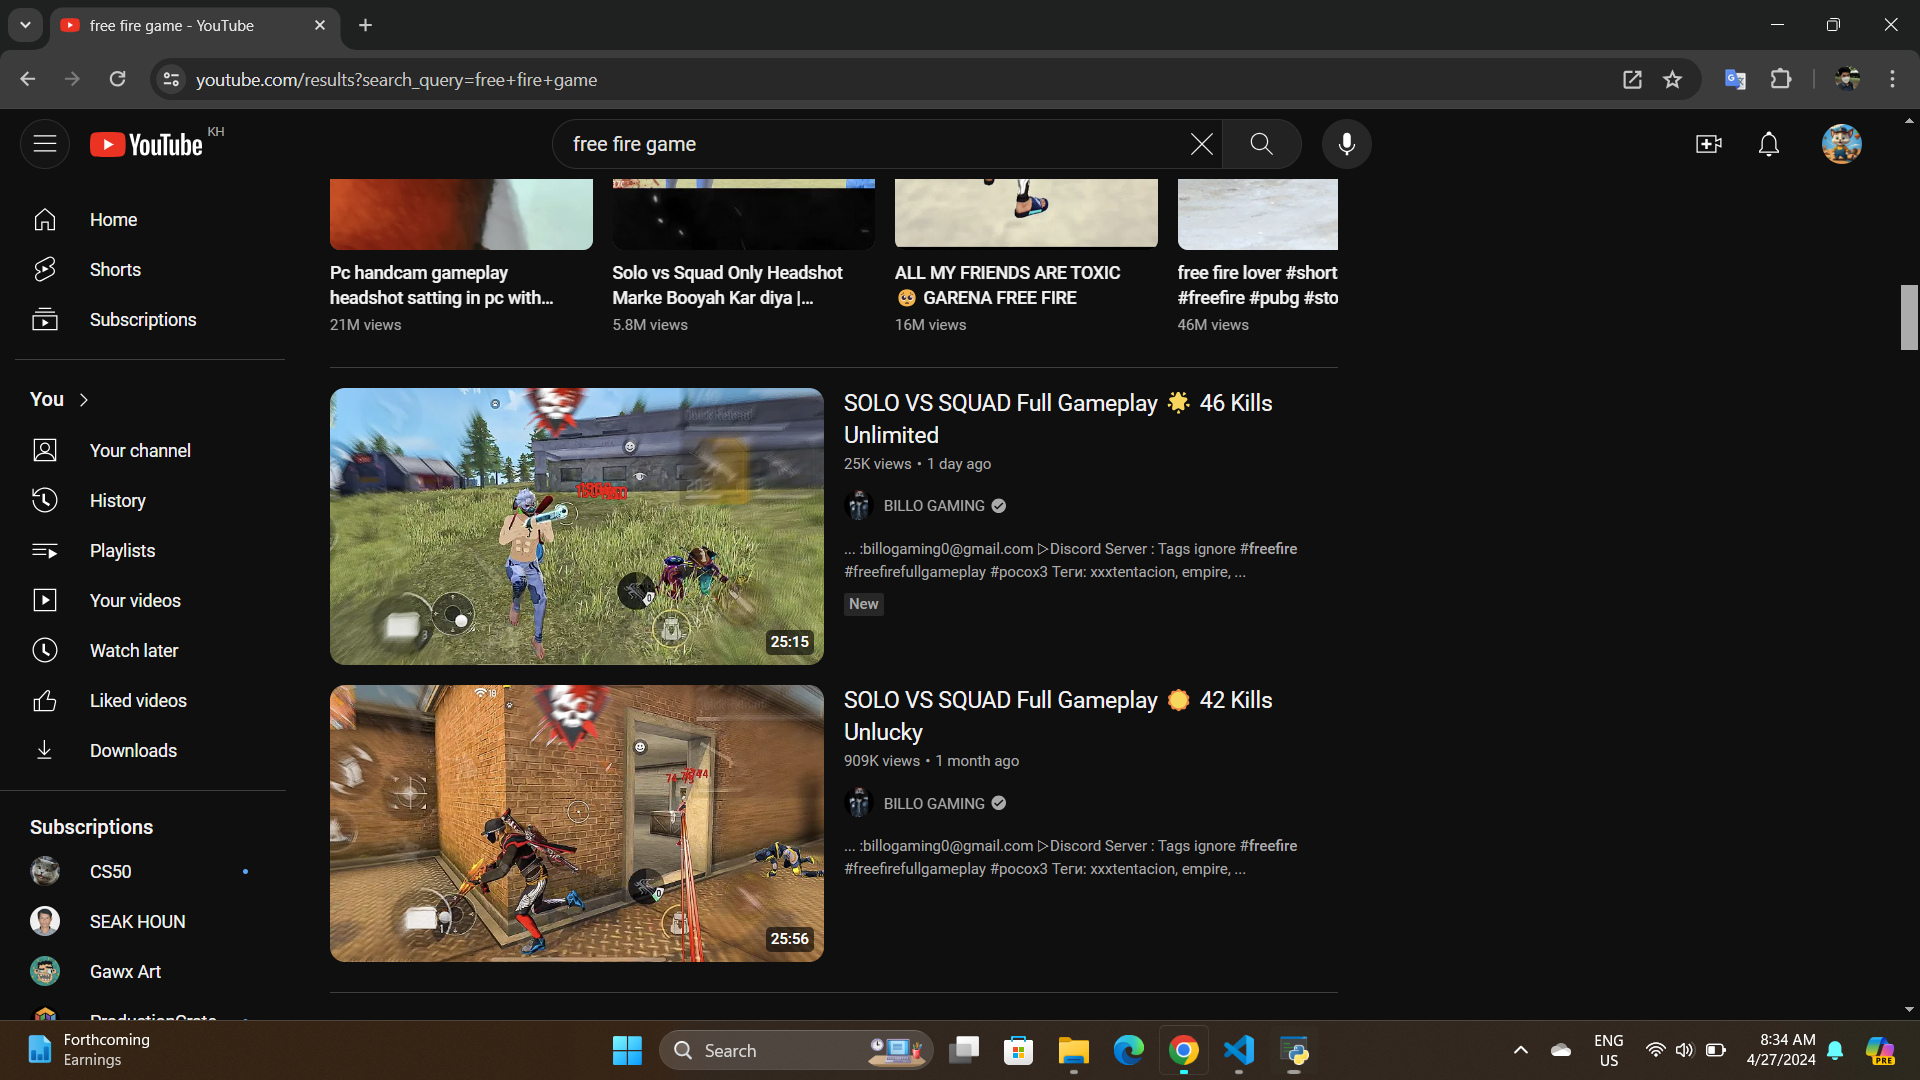 free fire game - YouTube
youtube.com/results?search_query=free+fire+game
YouTube KH
free fire game
Home
Shorts
Subscriptions
You
Your channel
History
Playlists
Your videos
Watch later
Liked videos
Downloads
Subscriptions
CS50
SEAK HOUN
Gawx Art
Pc handcam gameplay
headshot satting in pc with...
21M views
Solo vs Squad Only Headshot
Marke Booyah Kar diya |...
5.8M views
ALL MY FRIENDS ARE TOXIC
🥺 GARENA FREE FIRE
16M views
free fire lover #short
#freefire #pubg #sto
46M views
25:15
SOLO VS SQUAD Full Gameplay 🌟 46 Kills
Unlimited
25K views • 1 day ago
BILLO GAMING
... :billogaming0@gmail.com ▷Discord Server : Tags ignore #freefire
#freefirefullgameplay #pocox3 Теги: xxxtentacion, empire, ...
New
25:56
SOLO VS SQUAD Full Gameplay 🌞 42 Kills
Unlucky
909K views • 1 month ago
BILLO GAMING
... :billogaming0@gmail.com ▷Discord Server : Tags ignore #freefire
#freefirefullgameplay #pocox3 Теги: xxxtentacion, empire, ...
Forthcoming
Earnings
Search
ENG
US
8:34 AM
4/27/2024
PRE